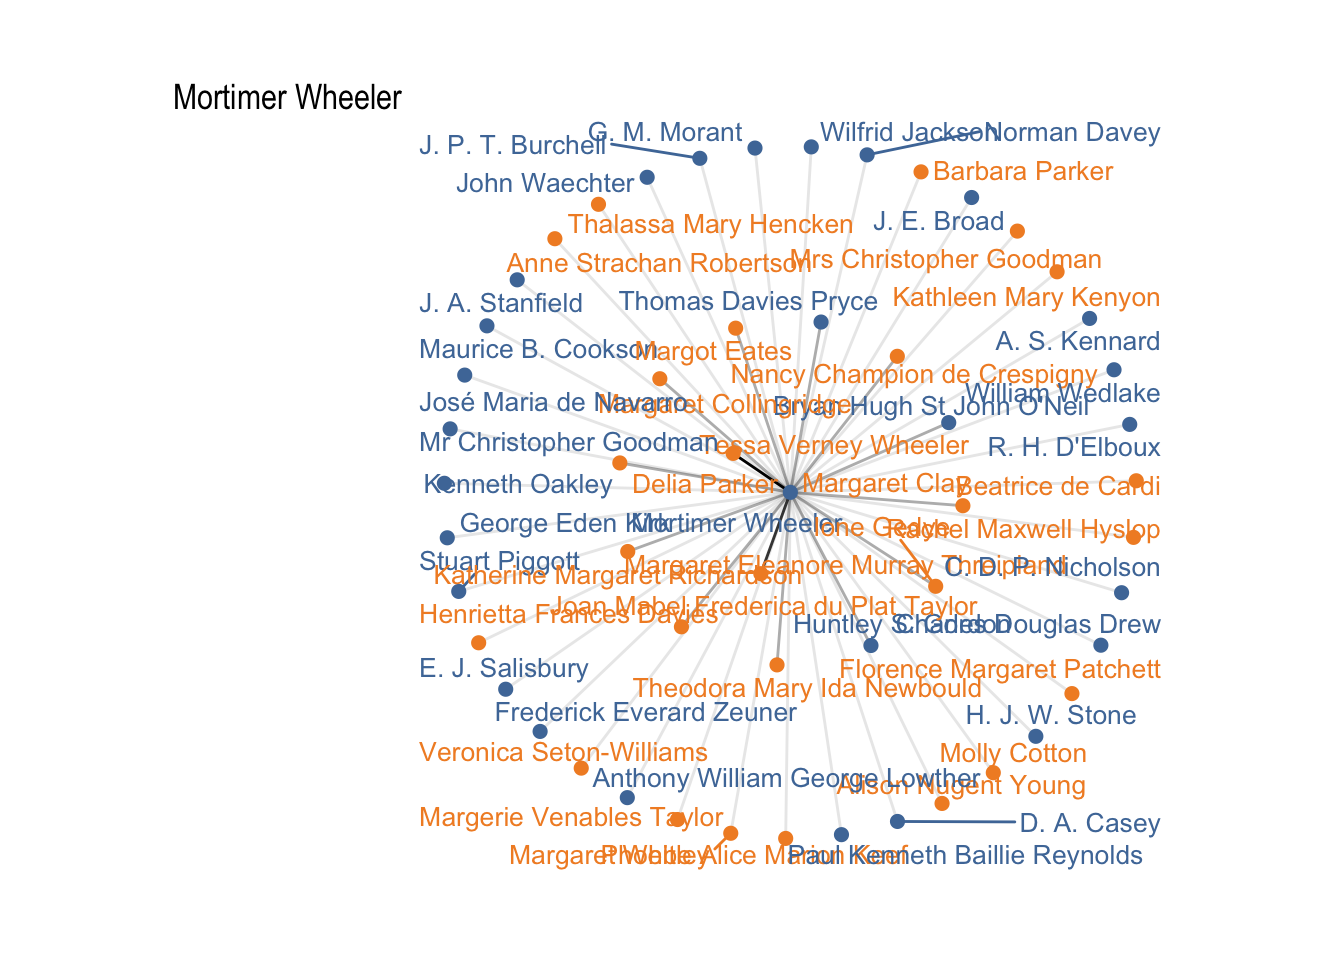 Mortimer Wheeler
G. M. Morant
Wilfrid Jackson
Norman Davey
J. P. T. Burchell
Barbara Parker
John Waechter
J. E. Broad
Thalassa Mary Hencken
Mrs Christopher Goodman
Anne Strachan Robertson
Kathleen Mary Kenyon
J. A. Stanfield
Thomas Davies Pryce
A. S. Kennard
Maurice B. Cookson
Margot Eates
Nancy Champion de Crespigny
William Wedlake
José Maria de Navarro
Margaret Collingridge
Bryan Hugh St John O'Neil
Mr Christopher Goodman
Tessa Verney Wheeler
R. H. D'Elboux
Kenneth Oakley
Delia Parker
Margaret Clay
Beatrice de Cardi
George Eden Kirk
Mortimer Wheeler
Ione Gedye
Rachel Maxwell Hyslop
Stuart Piggott
Margaret Eleanore Murray Threipland
C. D. P. Nicholson
Katherine Margaret Richardson
Henrietta Frances Davies
Joan Mabel Frederica du Plat Taylor
Huntley S. Gordon
Charles Douglas Drew
E. J. Salisbury
Florence Margaret Patchett
Theodora Mary Ida Newbould
Frederick Everard Zeuner
H. J. W. Stone
Veronica Seton-Williams
Molly Cotton
Anthony William George Lowther
Alison Nugent Young
Margerie Venables Taylor
D. A. Casey
Margaret Whitley
Phoebe Alice Marion Keef
Paul Kenneth Baillie Reynolds